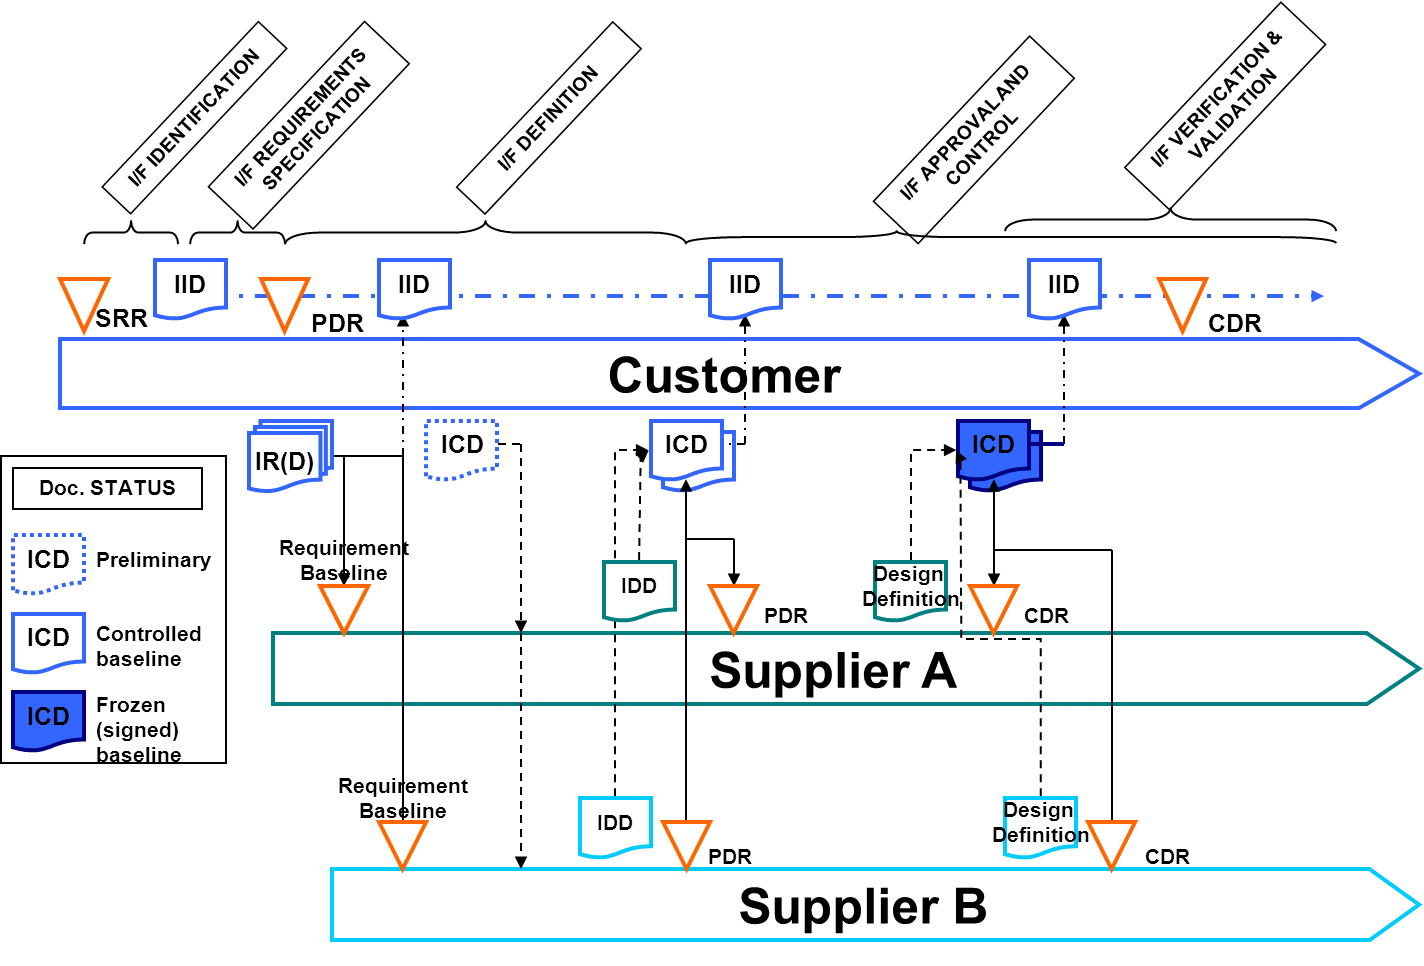 I/F IDENTIFICATION
I/F REQUIREMENTS
SPECIFICATION
I/F DEFINITION
I/F APPROVAL AND
CONTROL
I/F VERIFICATION &
VALIDATION
IID
IID
IID
IID
SRR
PDR
CDR
Customer
IR(D)
ICD
ICD
ICD
Doc. STATUS
ICD
Preliminary
ICD
Controlled
baseline
ICD
Frozen
(signed)
baseline
Requirement
Baseline
IDD
PDR
Design
Definition
CDR
Supplier A
Requirement
Baseline
IDD
PDR
Design
Definition
CDR
Supplier B